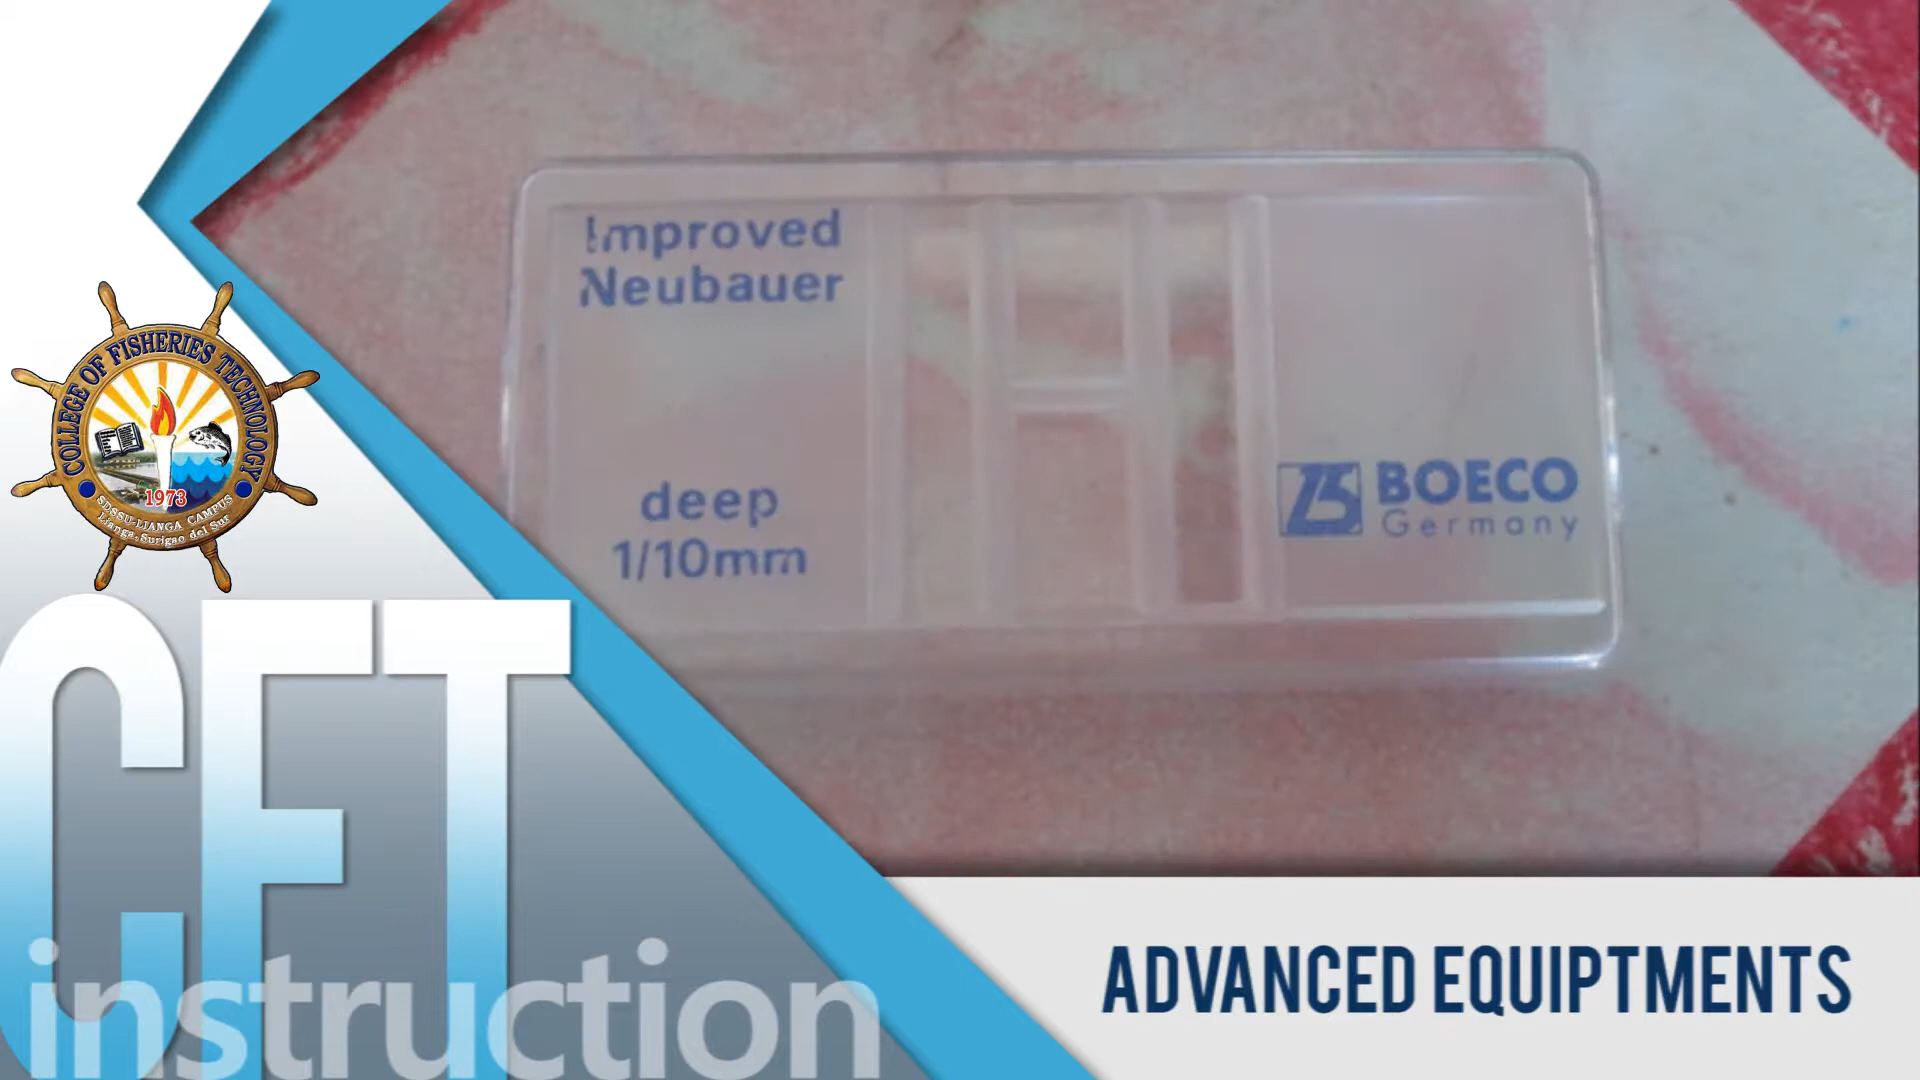 Improved
Neubauer
deep
1/10mm
BOECO
Germany
COLLEGE OF FISHERIES TECHNOLOGY
1973
SDSSU-LIANGA CAMPUS
Lianga, Surigao del Sur
CFT
instruction
ADVANCED EQUIPTMENTS